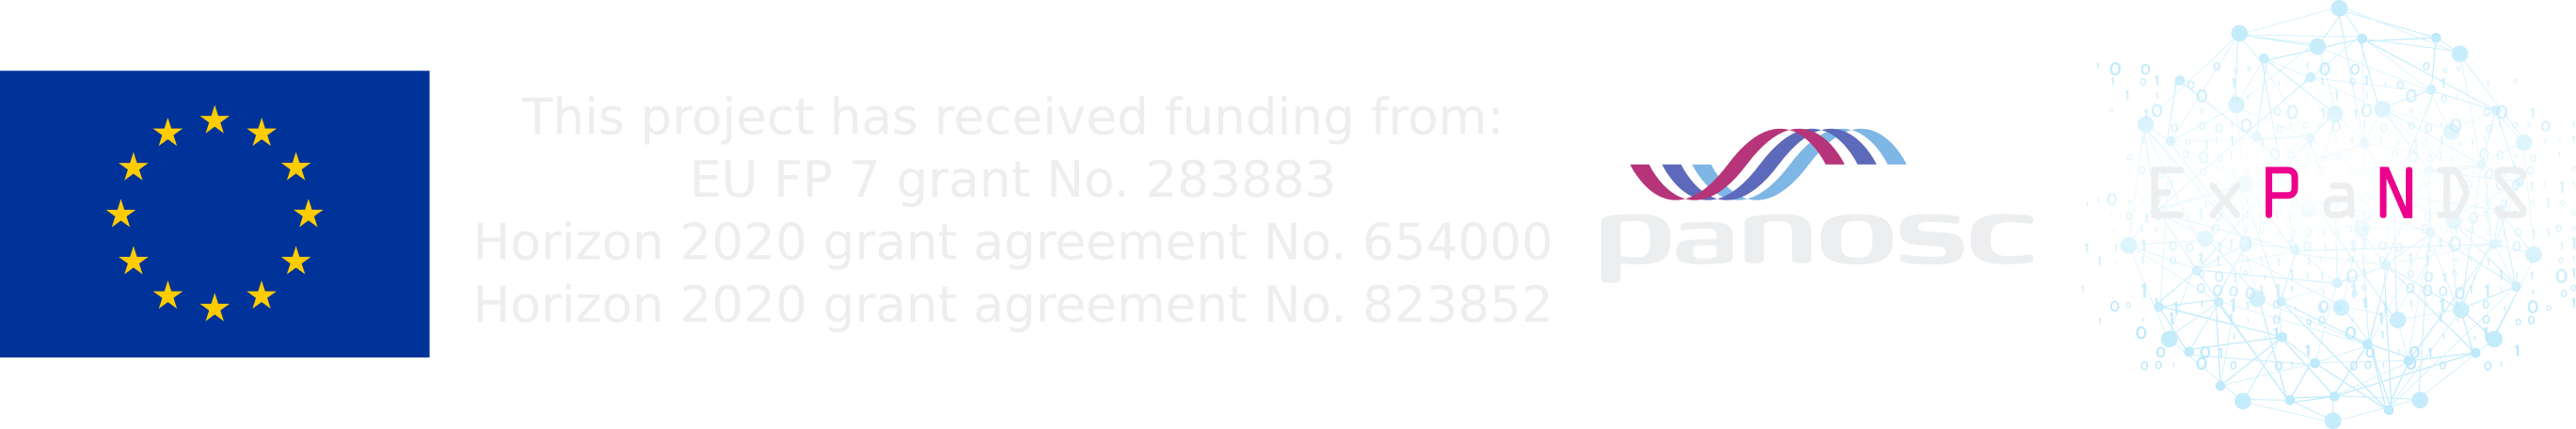 This project has received funding from:
EU FP 7 grant No. 283883
Horizon 2020 grant agreement No. 654000
Horizon 2020 grant agreement No. 823852
panosc
ExPaNDS